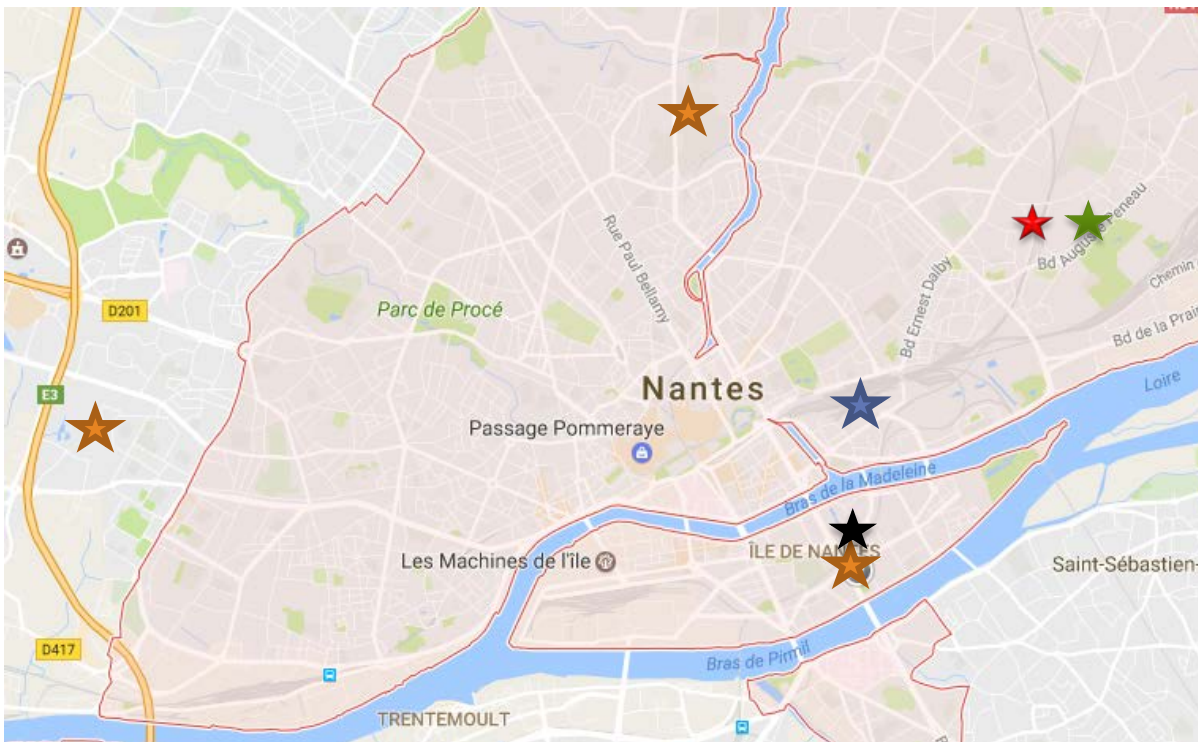 Rue Paul Bellamy
Bd Auguste Peneau
Chemin
Bd Ernest Dalby
Parc de Procé
D201
Bd de la Prairie
Loire
E3
Nantes
Passage Pommeraye
Bras de la Madeleine
ÎLE DE NANTES
Les Machines de l'île
Saint-Sébastien-
D417
Bras de Pirmil
TRENTEMOULT